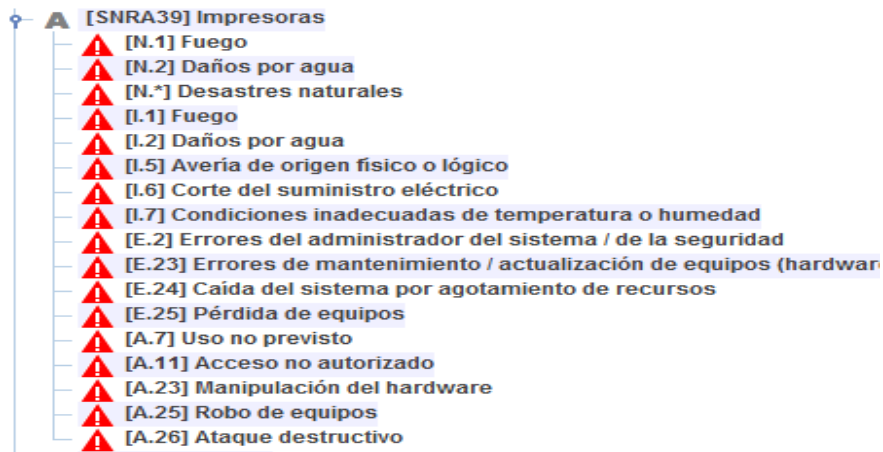 [SNRA39] Impresoras
[N.1] Fuego
[N.2] Daños por agua
[N.*] Desastres naturales
[I.1] Fuego
[I.2] Daños por agua
[I.5] Avería de origen físico o lógico
[I.6] Corte del suministro eléctrico
[I.7] Condiciones inadecuadas de temperatura o humedad
[E.2] Errores del administrador del sistema / de la seguridad
[E.23] Errores de mantenimiento / actualización de equipos (hardware
[E.24] Caída del sistema por agotamiento de recursos
[E.25] Pérdida de equipos
[A.7] Uso no previsto
[A.11] Acceso no autorizado
[A.23] Manipulación del hardware
[A.25] Robo de equipos
[A.26] Ataque destructivo